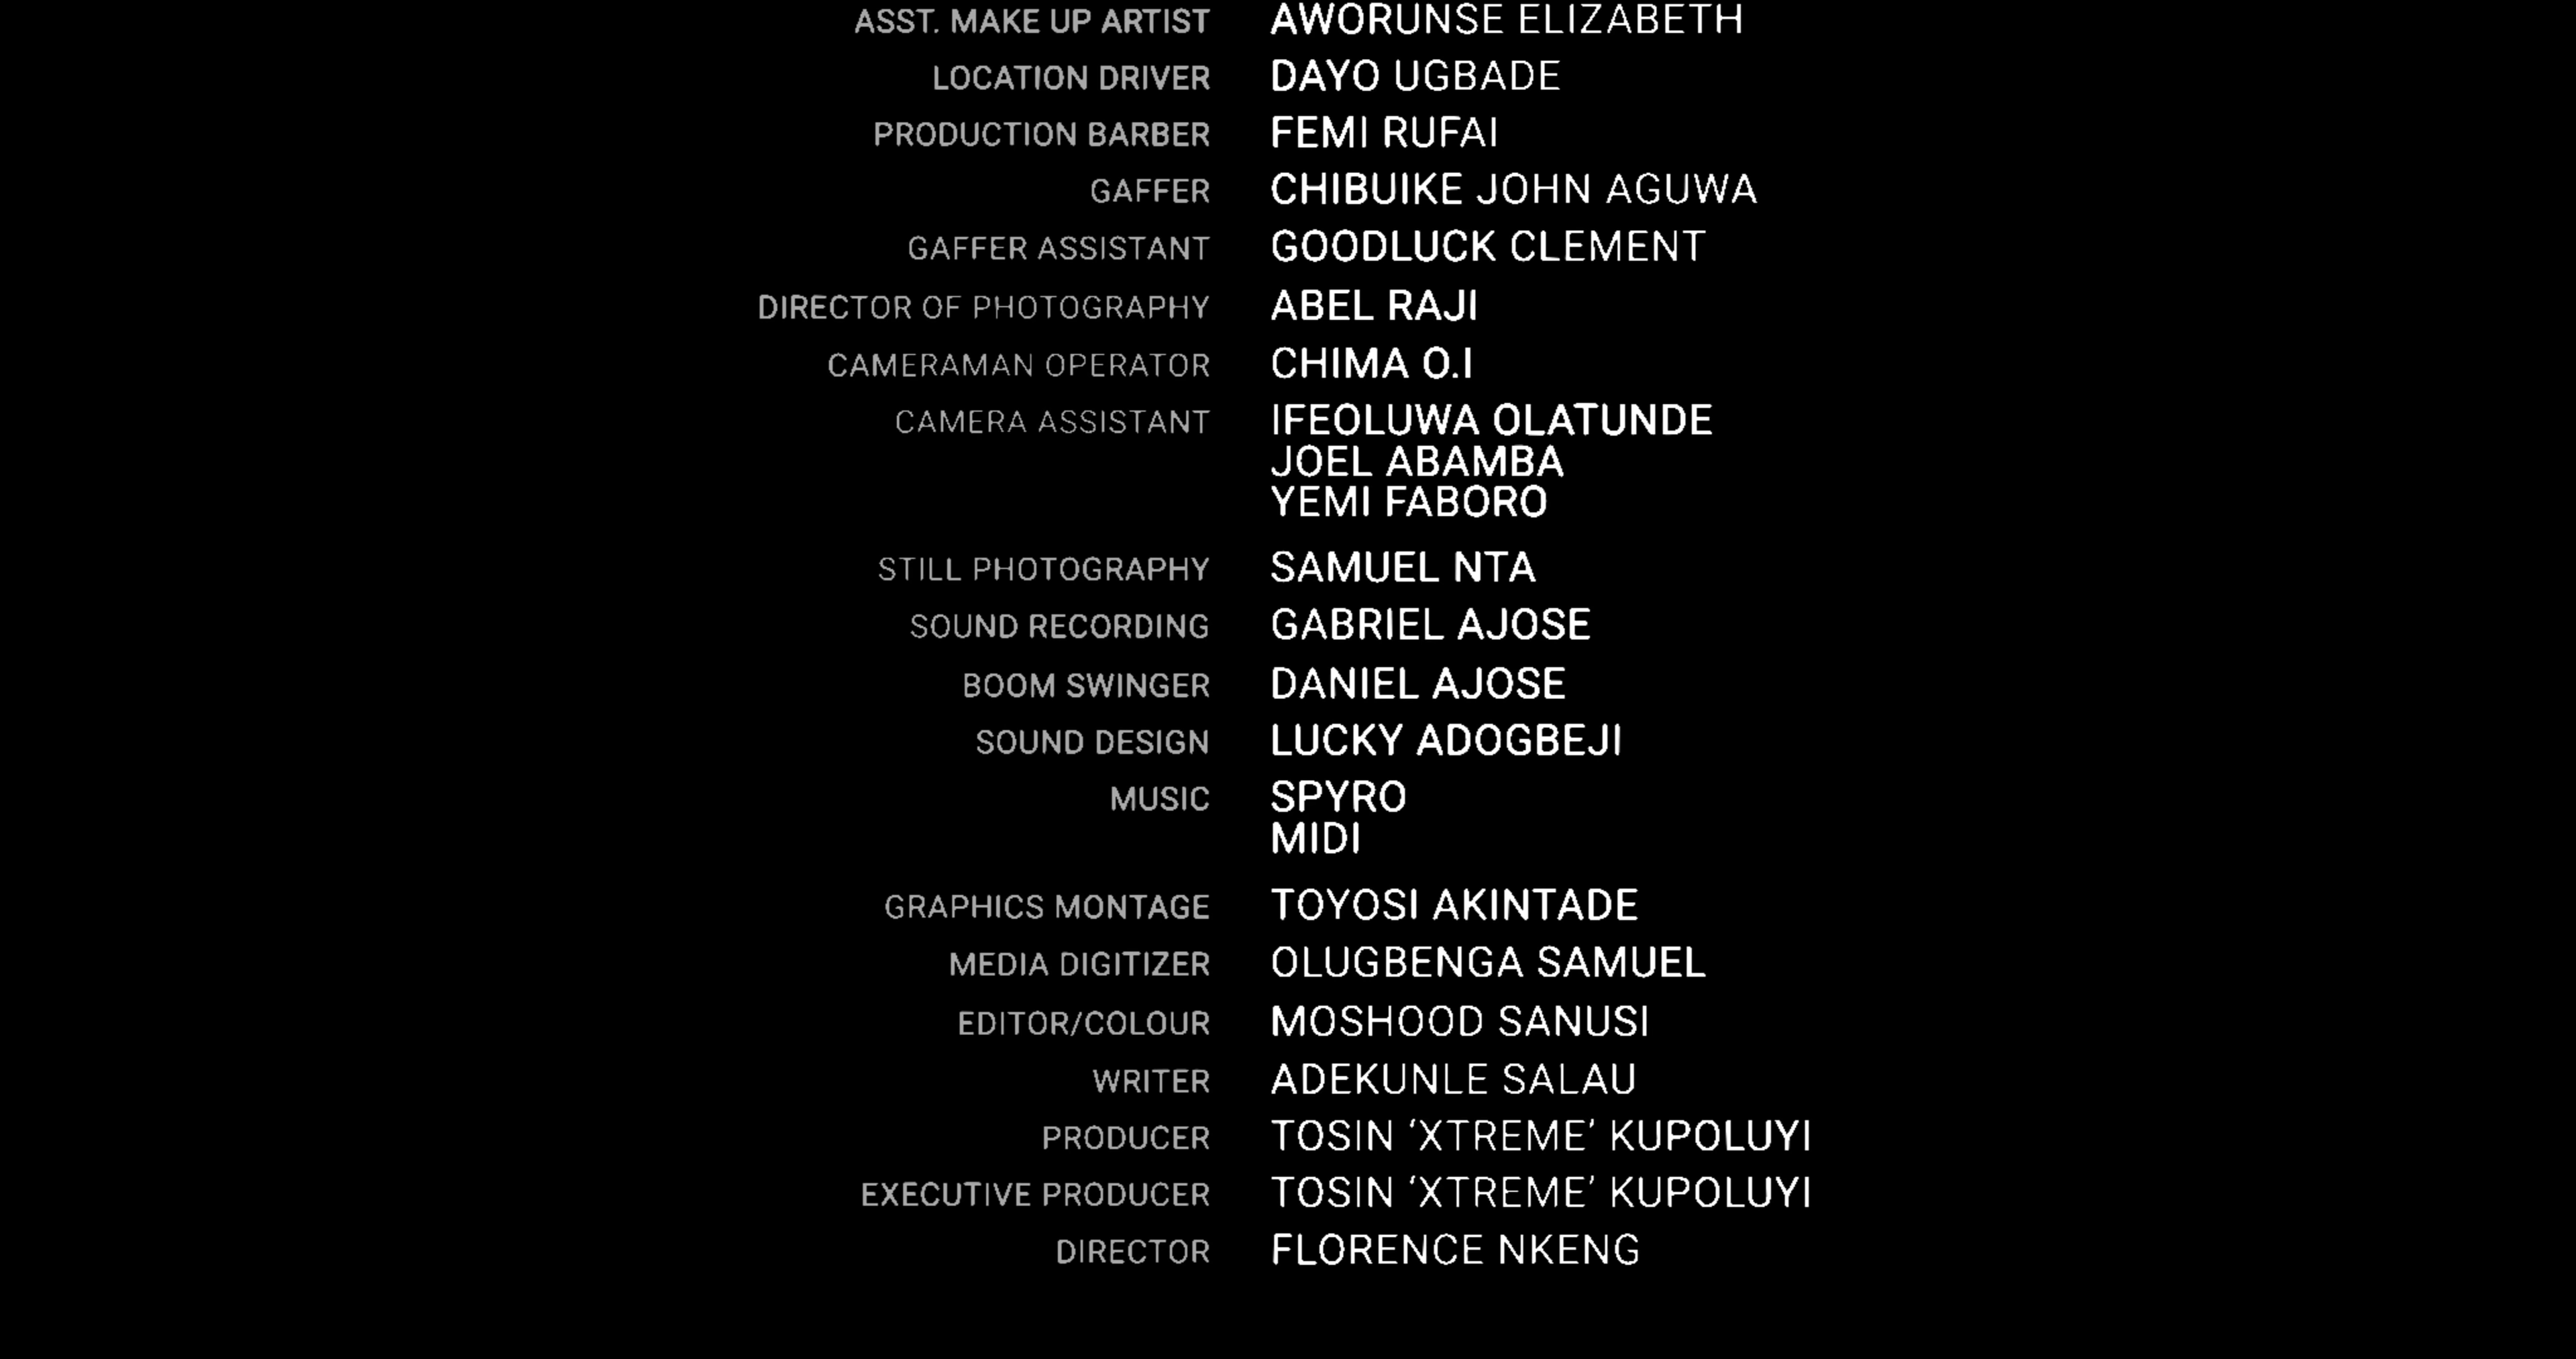 ASST. MAKE UP ARTIST AWORUNSE ELIZABETH
LOCATION DRIVER DAYO UGBADE
PRODUCTION BARBER FEMI RUFAI
GAFFER CHIBUIKE JOHN AGUWA
GAFFER ASSISTANT GOODLUCK CLEMENT
DIRECTOR OF PHOTOGRAPHY ABEL RAJI
CAMERAMAN OPERATOR CHIMA O.I
CAMERA ASSISTANT IFEOLUWA OLATUNDE
JOEL ABAMBA
YEMI FABORO
STILL PHOTOGRAPHY SAMUEL NTA
SOUND RECORDING GABRIEL AJOSE
BOOM SWINGER DANIEL AJOSE
SOUND DESIGN LUCKY ADOGBEJI
MUSIC SPYRO
MIDI
GRAPHICS MONTAGE TOYOSI AKINTADE
MEDIA DIGITIZER OLUGBENGA SAMUEL
EDITOR/COLOUR MOSHOOD SANUSI
WRITER ADEKUNLE SALAU
PRODUCER TOSIN ‘XTREME’ KUPOLUYI
EXECUTIVE PRODUCER TOSIN ‘XTREME’ KUPOLUYI
DIRECTOR FLORENCE NKENG